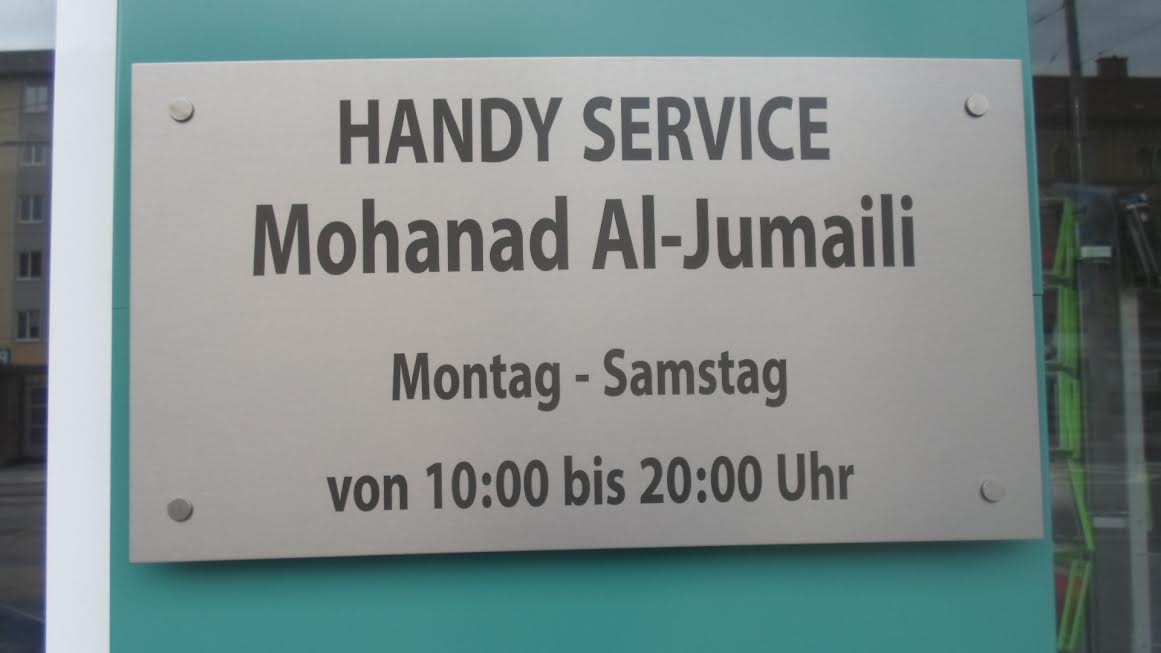 HANDY SERVICE
Mohanad Al-Jumaili
Montag - Samstag
von 10:00 bis 20:00 Uhr